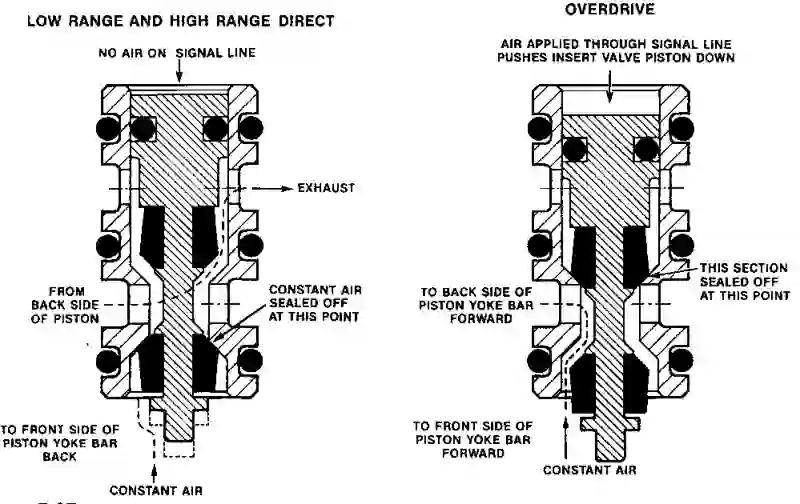 LOW RANGE AND HIGH RANGE DIRECT
NO AIR ON SIGNAL LINE
EXHAUST
FROM
BACK SIDE
OF PISTON
CONSTANT AIR
SEALED OFF
AT THIS POINT
TO FRONT SIDE OF
PISTON YOKE BAR
BACK
CONSTANT AIR
OVERDRIVE
AIR APPLIED THROUGH SIGNAL LINE
PUSHES INSERT VALVE PISTON DOWN
THIS SECTION
SEALED OFF
AT THIS POINT
TO BACK SIDE OF
PISTON YOKE BAR
FORWARD
TO FRONT SIDE OF
PISTON YOKE BAR
FORWARD
CONSTANT AIR